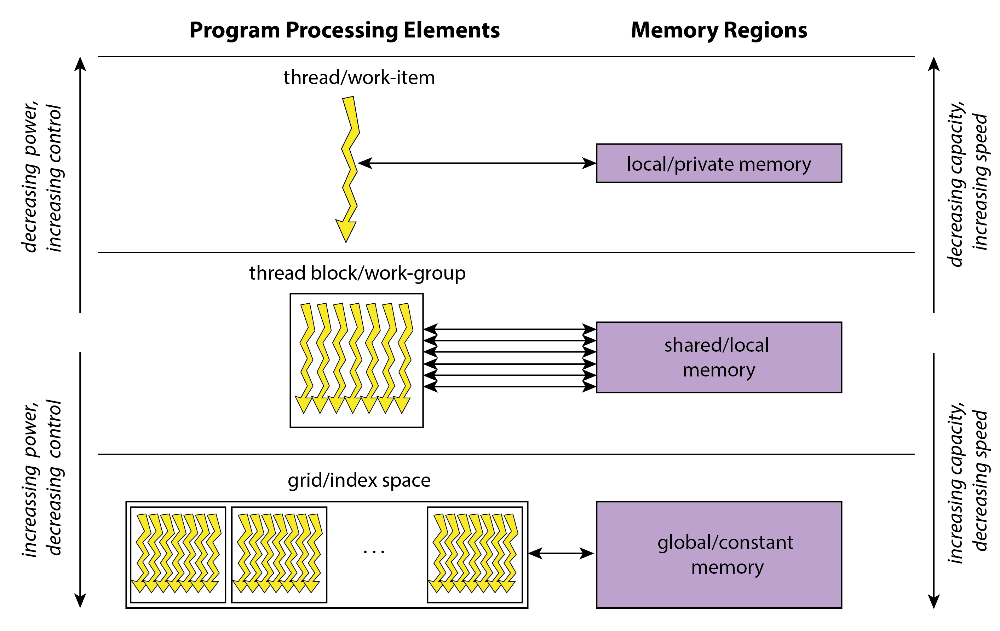 Program Processing Elements
Memory Regions
decreasing power,
increasing control
thread/work-item
local/private memory
decreasing capacity,
increasing speed
thread block/work-group
shared/local
memory
increasing power,
decreasing control
grid/index space
. . .
global/constant
memory
increasing capacity,
decreasing speed